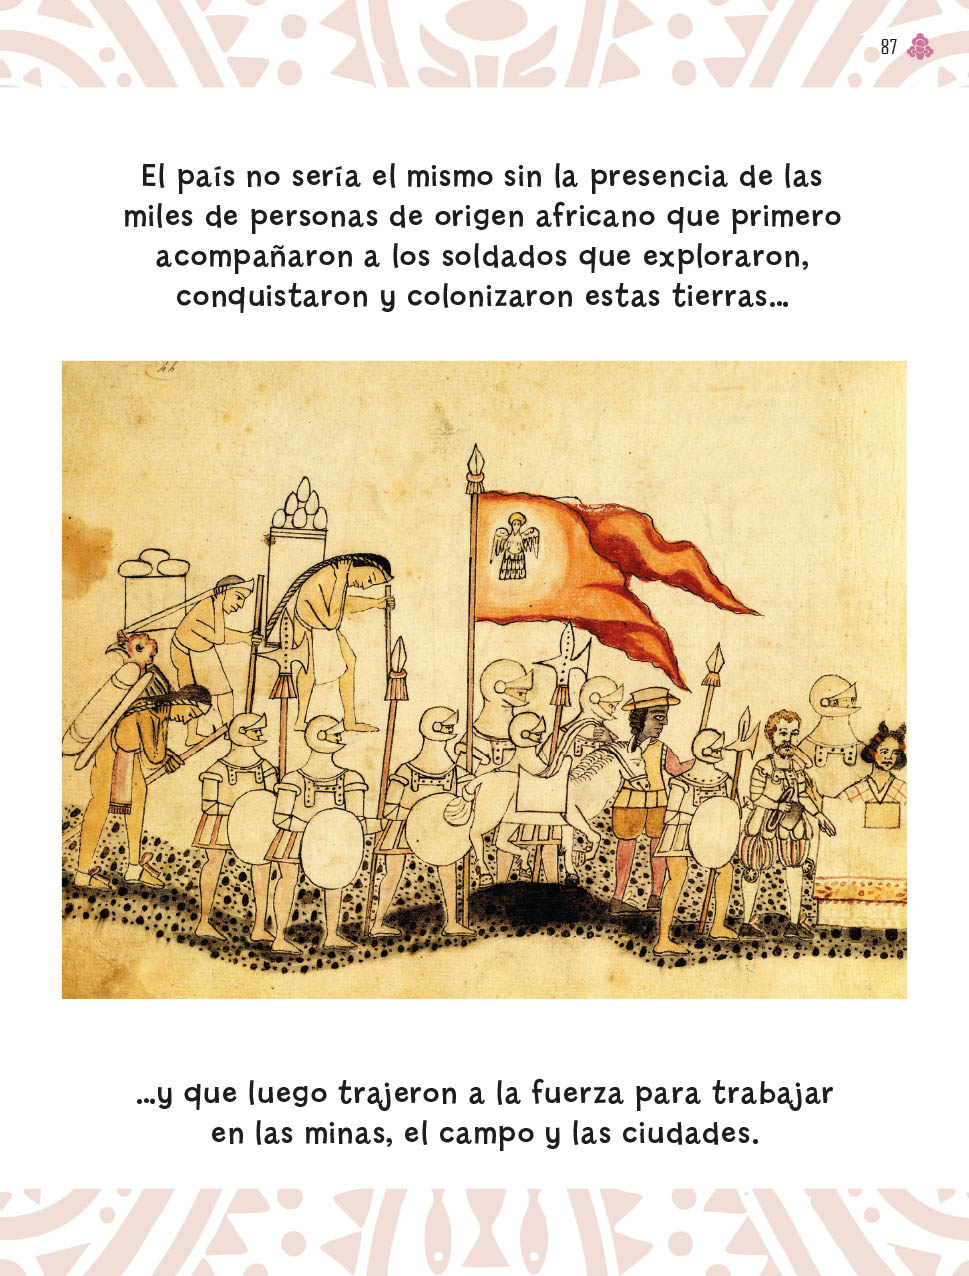 87
El país no sería el mismo sin la presencia de las
miles de personas de origen africano que primero
acompañaron a los soldados que exploraron,
conquistaron y colonizaron estas tierras...
...y que luego trajeron a la fuerza para trabajar
en las minas, el campo y las ciudades.